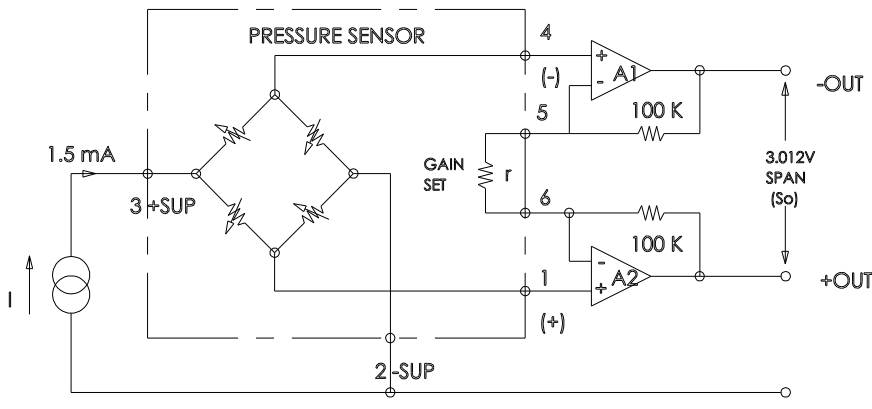 PRESSURE SENSOR
4
(-)
+
A1
-
-OUT
5
100 K
1.5 mA
GAIN
SET
r
3.012V
SPAN
(So)
3 +SUP
6
100 K
-
A2
+
1
+OUT
I
(+)
2 -SUP